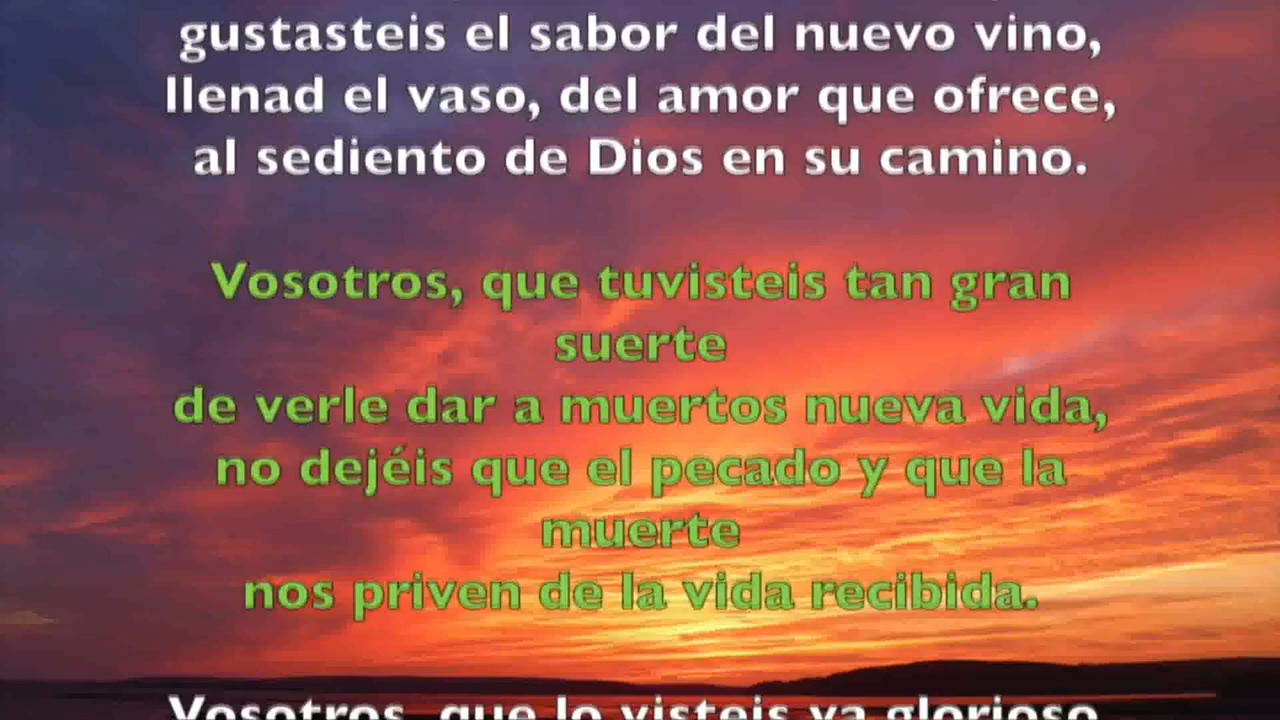 gustasteis el sabor del nuevo vino,
llenad el vaso, del amor que ofrece,
al sediento de Dios en su camino.
Vosotros, que tuvisteis tan gran
suerte
de verle dar a muertos nueva vida,
no dejéis que el pecado y que la
muerte
nos priven de la vida recibida.
Vosotros, que lo visteis ya glorioso